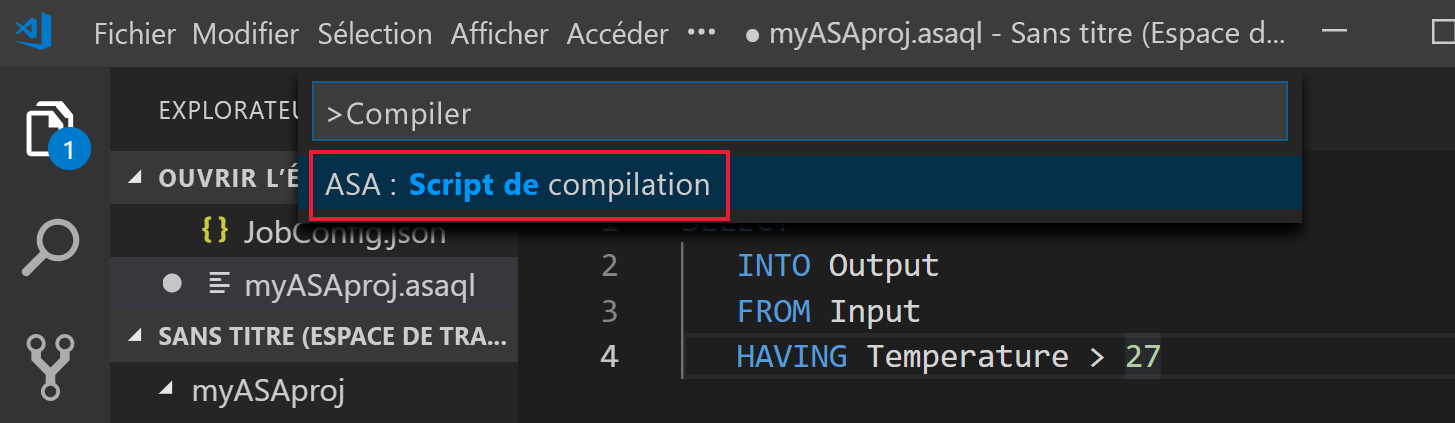 Fichier Modifier Sélection Afficher Accéder ••• ● myASAproj.asaql - Sans titre (Espace d...
EXPLORATEU
>Compiler
1
ASA : Script de compilation
OUVRIR L’É
{ } JobConfig.json
myASAproj.asaql
SANS TITRE (ESPACE DE TRA...
myASAproj
1 SELECT
2 INTO Output
3 FROM Input
4 HAVING Temperature > 27